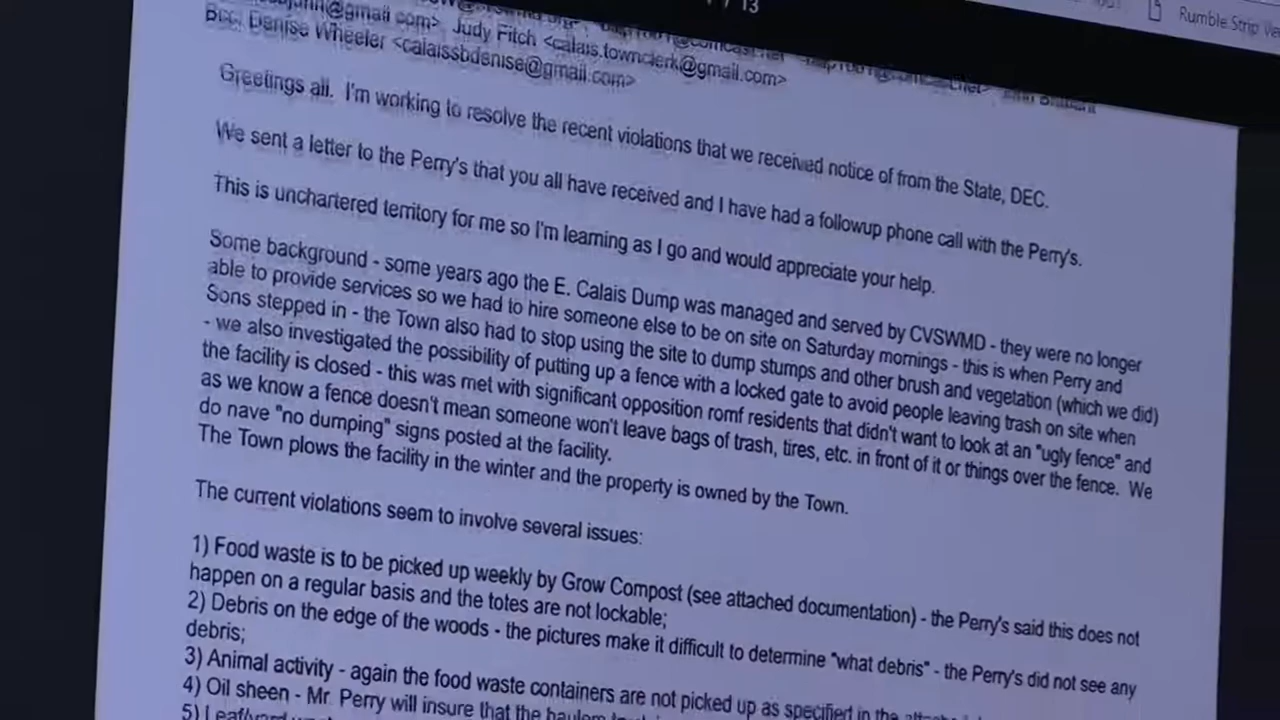 13
Rumble Strip Ve
@gmail.com> Judy Fitch <calais.townclerk@gmail.com>
Bcc: Denise Wheeler <calaissbdenise@gmail.com>
Greetings all. I'm working to resolve the recent violations that we received notice of from the State, DEC.
We sent a letter to the Perry's that you all have received and I have had a followup phone call with the Perry's.
This is unchartered territory for me so I'm learning as I go and would appreciate your help.
Some background - some years ago the E. Calais Dump was managed and served by CVSWMD - they were no longer
able to provide services so we had to hire someone else to be on site on Saturday mornings - this is when Perry and
Sons stepped in - the Town also had to stop using the site to dump stumps and other brush and vegetation (which we did)
- we also investigated the possibility of putting up a fence with a locked gate to avoid people leaving trash on site when
the facility is closed - this was met with significant opposition romf residents that didn't want to look at an "ugly fence" and
as we know a fence doesn't mean someone won't leave bags of trash, tires, etc. in front of it or things over the fence. We
do nave "no dumping" signs posted at the facility.
The Town plows the facility in the winter and the property is owned by the Town.
The current violations seem to involve several issues:
1) Food waste is to be picked up weekly by Grow Compost (see attached documentation) - the Perry's said this does not
happen on a regular basis and the totes are not lockable;
2) Debris on the edge of the woods - the pictures make it difficult to determine "what debris" - the Perry's did not see any
debris;
3) Animal activity - again the food waste containers are not picked up as specified in the
4) Oil sheen - Mr. Perry will insure that the
5)